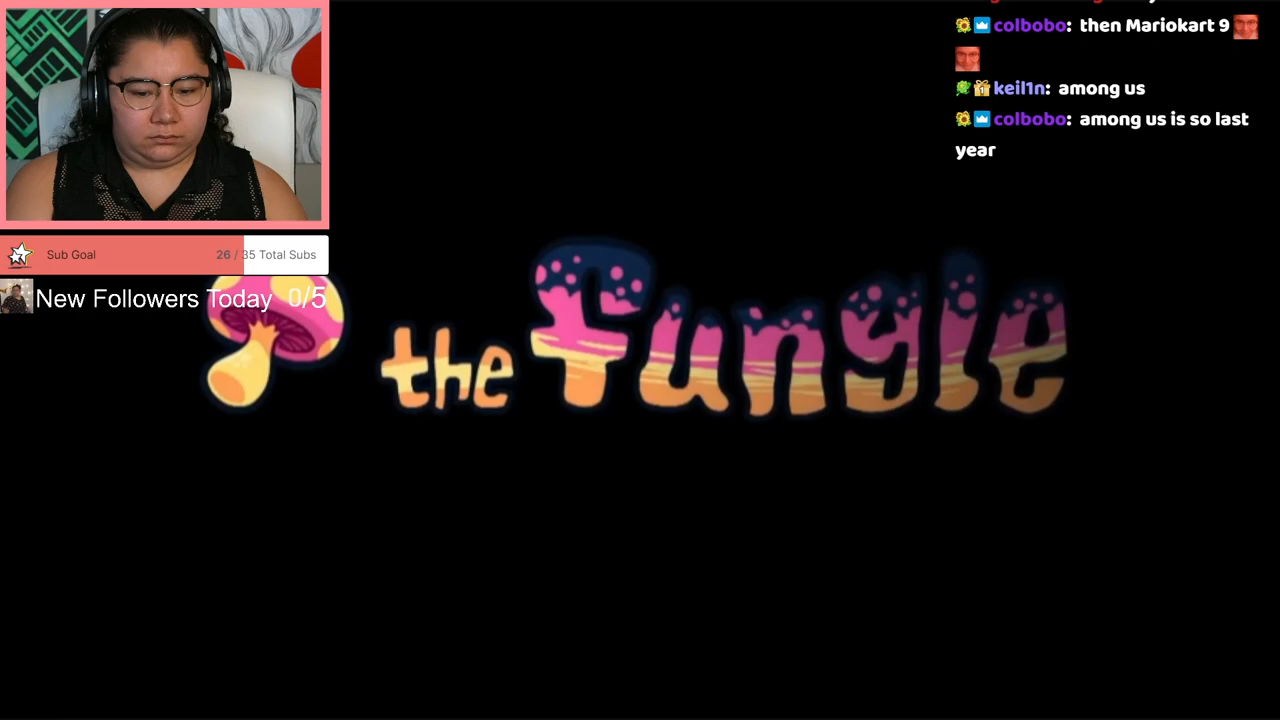 colbobo: then Mariokart 9
keil1n: among us
colbobo: among us is so last
year
Sub Goal 26 / 35 Total Subs
New Followers Today 0/5
the fungle